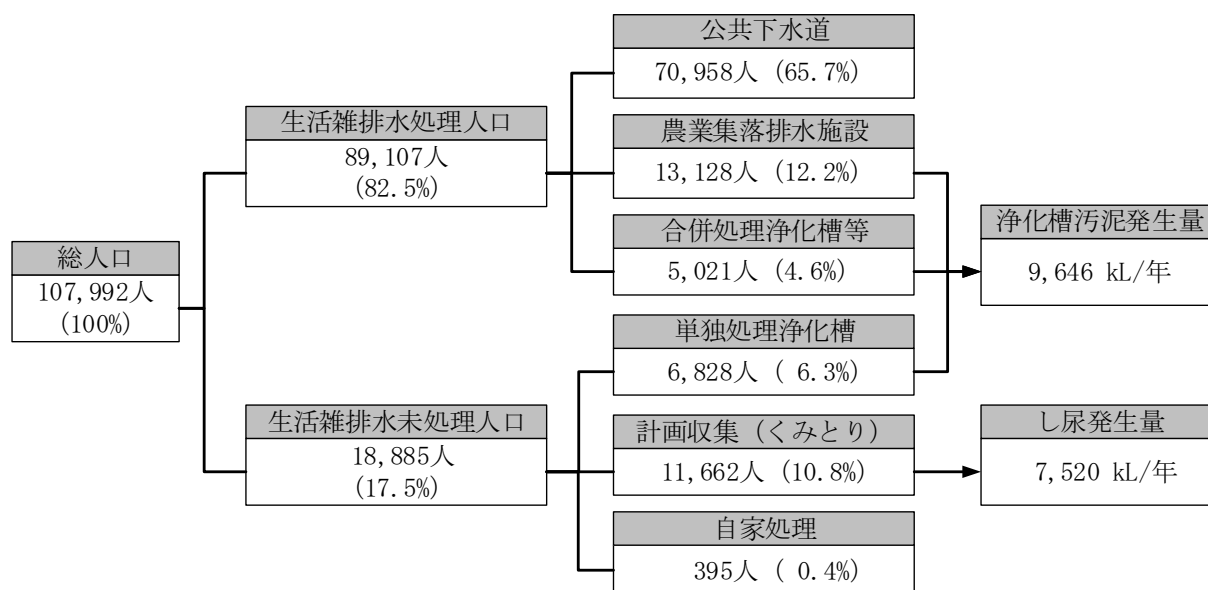 総人口
107,992人
(100%)
生活雑排水処理人口
89,107人
(82.5%)
生活雑排水未処理人口
18,885人
(17.5%)
公共下水道
70,958人 (65.7%)
農業集落排水施設
13,128人 (12.2%)
合併処理浄化槽等
5,021人 (4.6%)
単独処理浄化槽
6,828人 ( 6.3%)
計画収集（くみとり）
11,662人 (10.8%)
自家処理
395人 ( 0.4%)
浄化槽汚泥発生量
9,646 kL/年
し尿発生量
7,520 kL/年